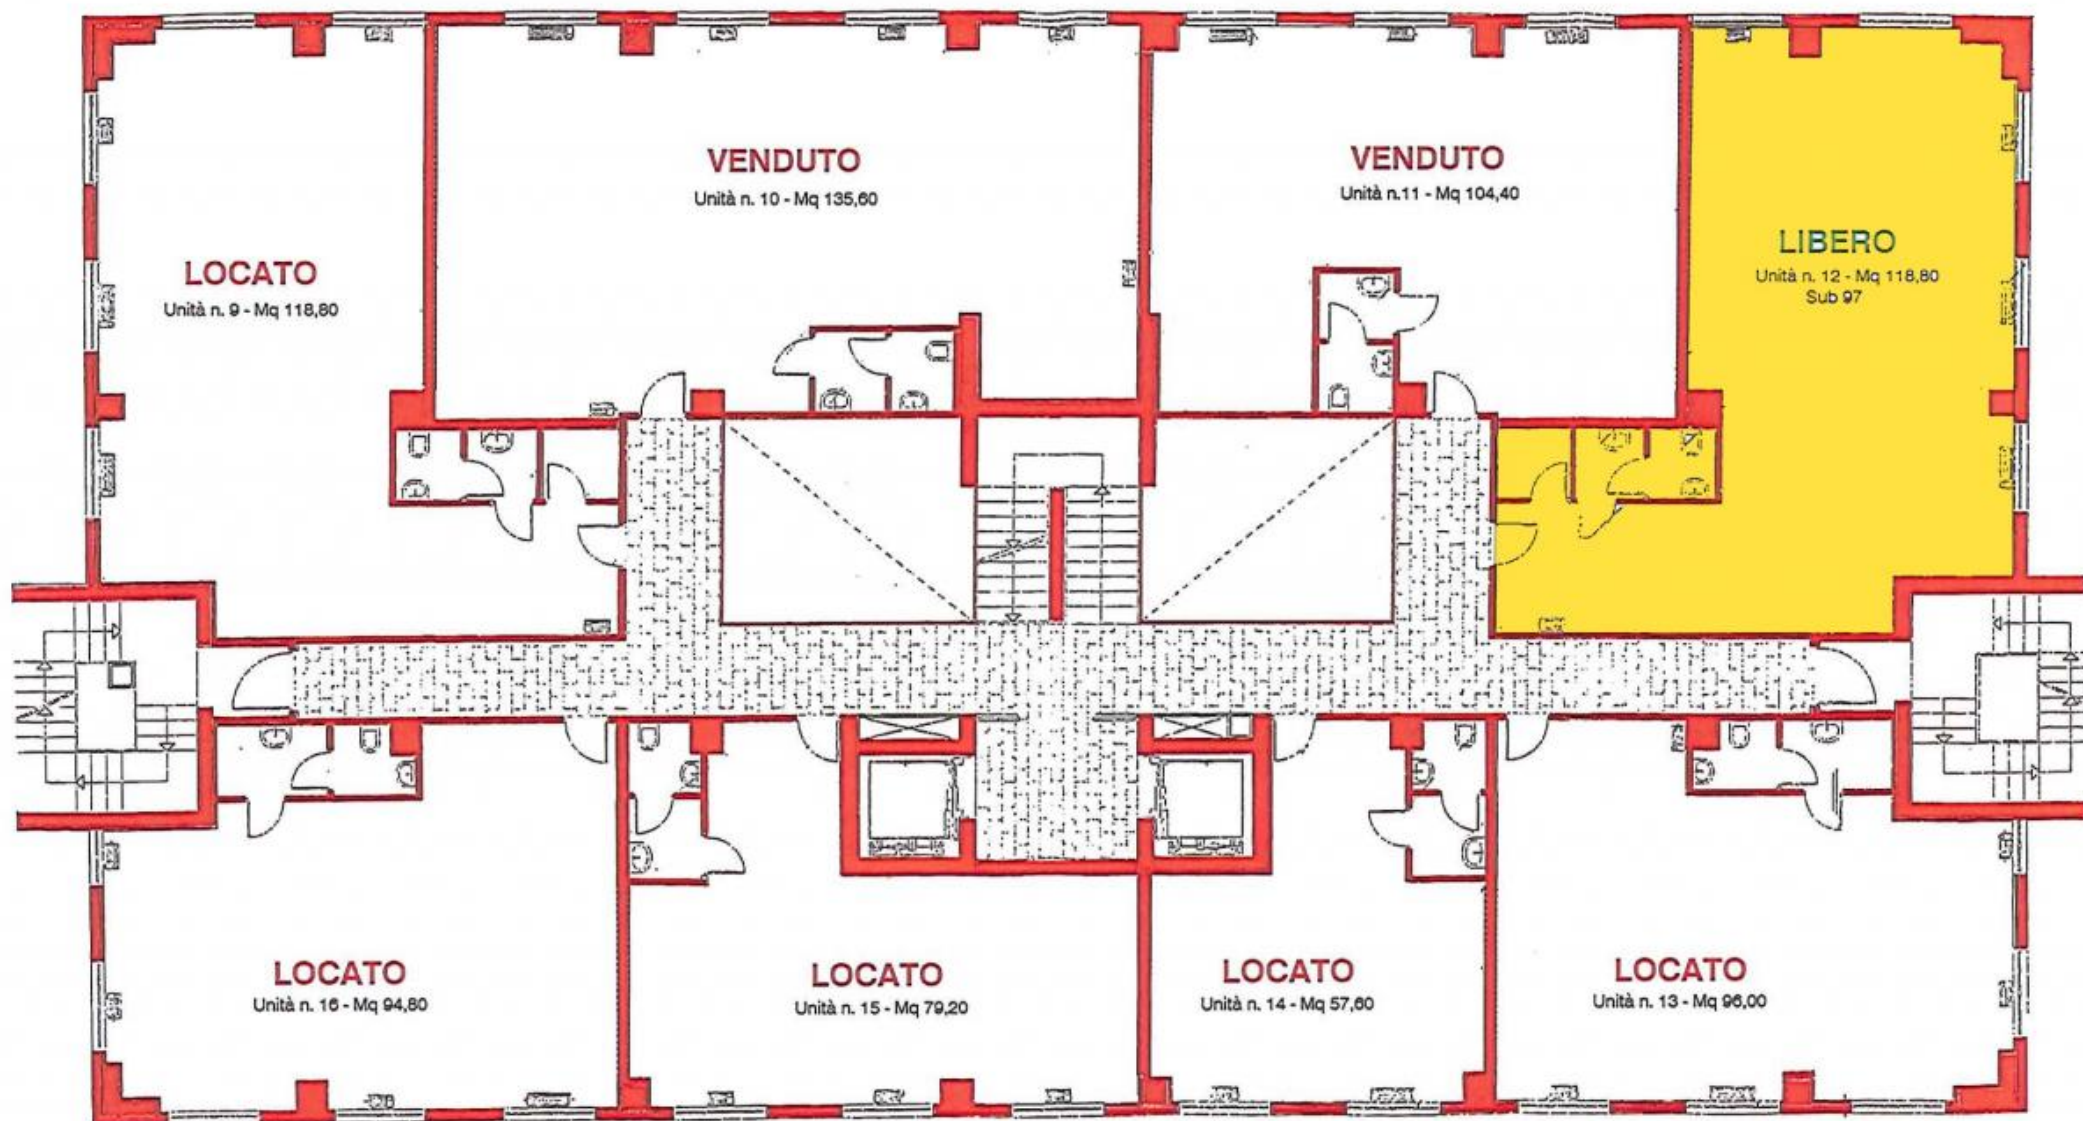 VENDUTO
Unità n. 10 - Mq 135,60
VENDUTO
Unità n.11 - Mq 104,40
LIBERO
Unità n. 12 - Mq 118,80
Sub 97
LOCATO
Unità n. 9 - Mq 118,80
LOCATO
Unità n. 16 - Mq 94,80
LOCATO
Unità n. 15 - Mq 79,20
LOCATO
Unità n. 14 - Mq 57,60
LOCATO
Unità n. 13 - Mq 96,00